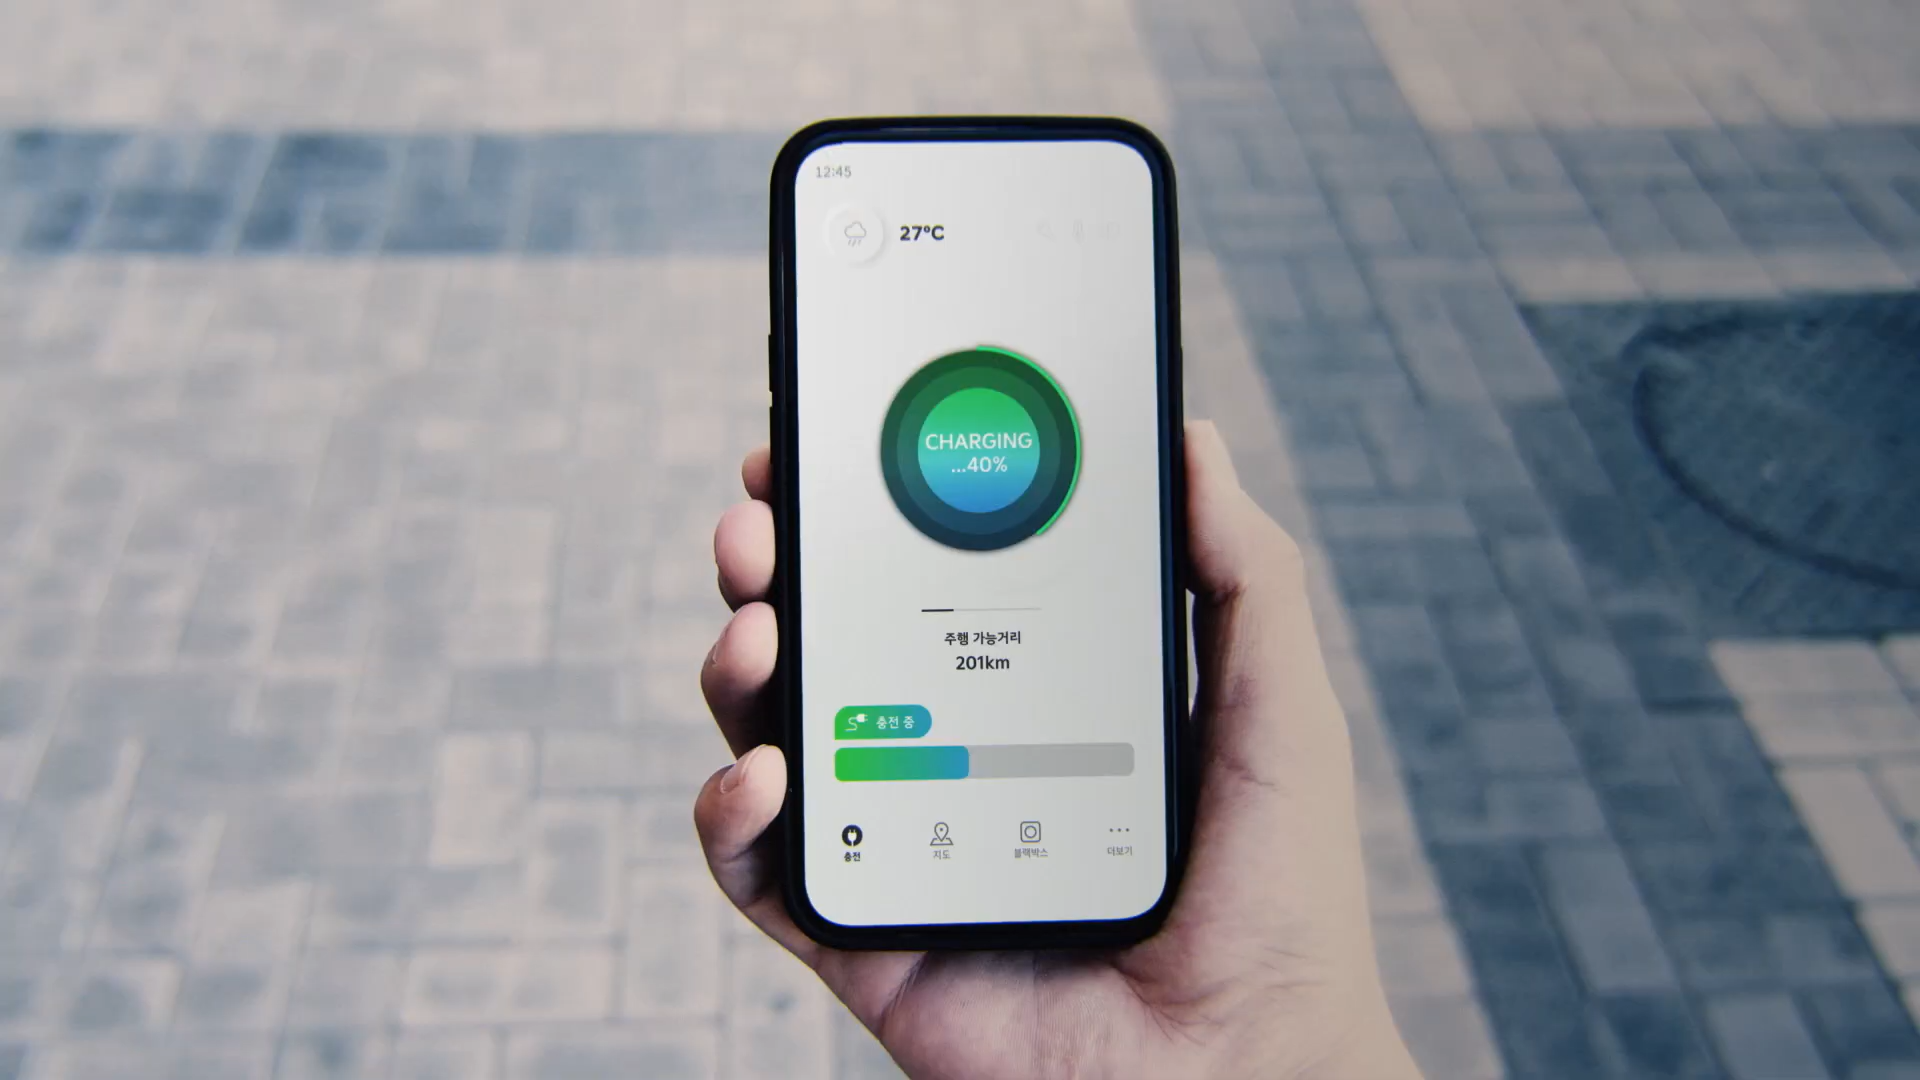 12:45
27°C
CHARGING
...40%
주행 가능거리
201km
충전 중
충전
지도
블랙박스
더보기